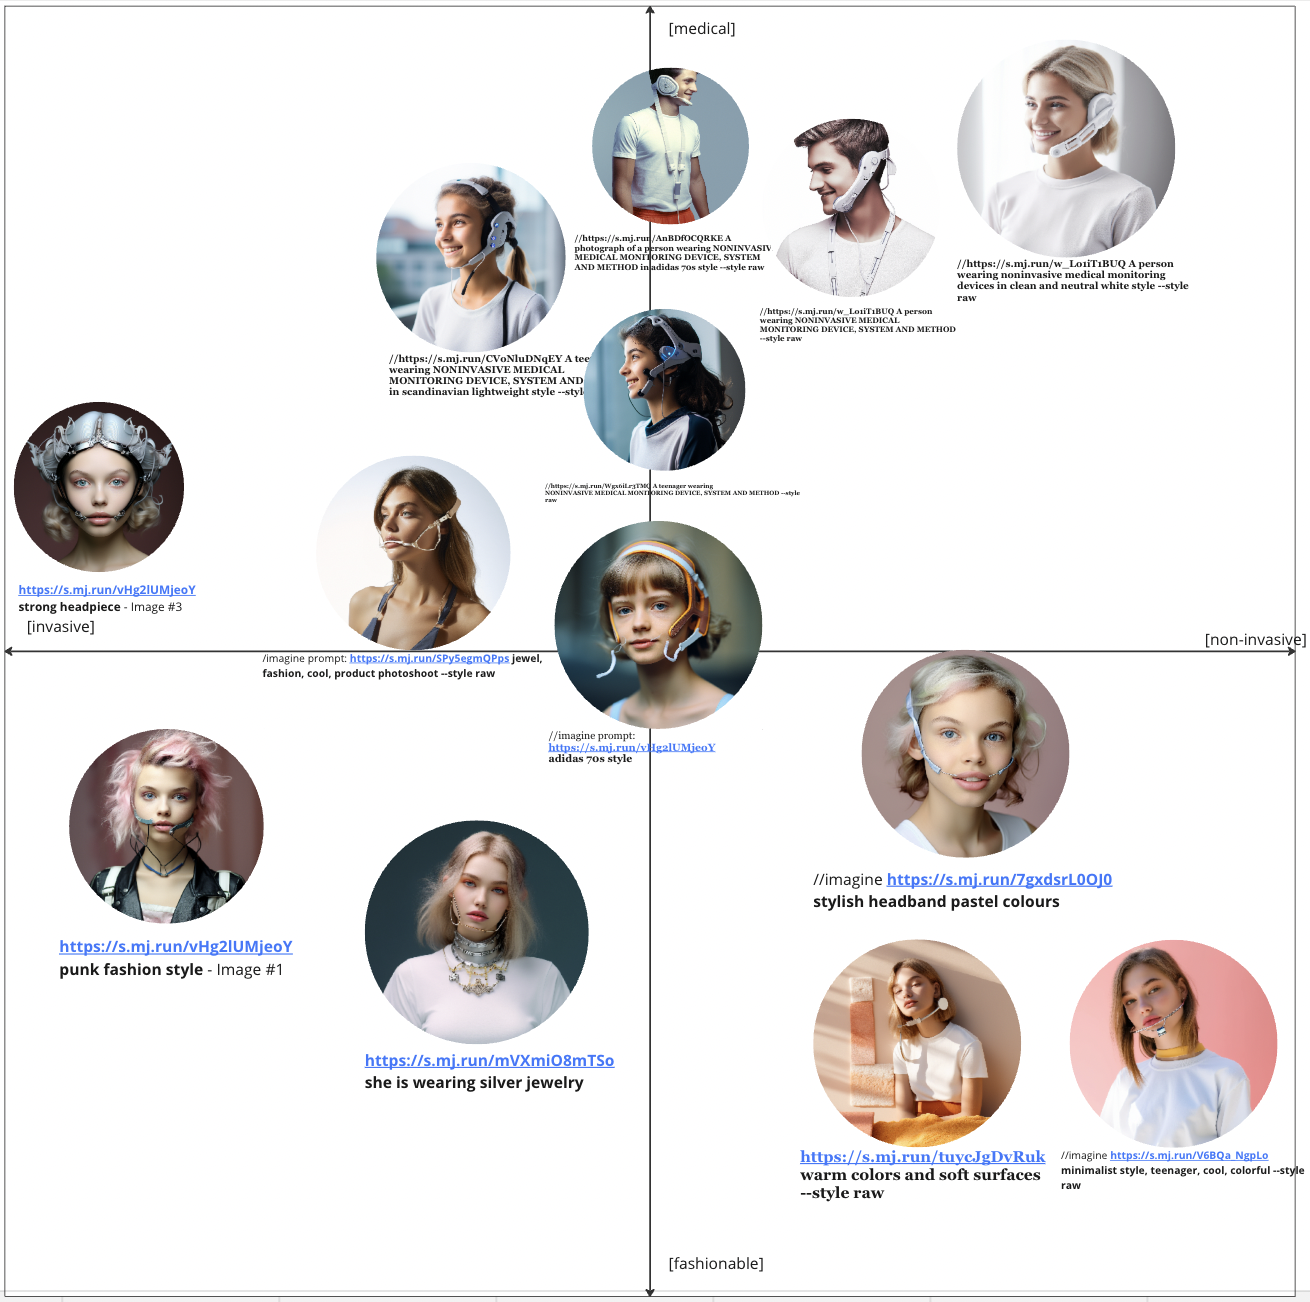 [medical]
//https://s.mj.run/AnBDfOCQRKE A
photograph of a person wearing NONINVASIV
MEDICAL MONITORING DEVICE, SYSTEM
AND METHOD in adidas 70s style --style raw
//https://s.mj.run/w_Lo1iT1BUQ A person
wearing noninvasive medical monitoring
devices in clean and neutral white style --style
raw
//https://s.mj.run/w_Lo1iT1BUQ A person
wearing NONINVASIVE MEDICAL
MONITORING DEVICE, SYSTEM AND METHOD
--style raw
//https://s.mj.run/CVoNluDNqEY A tee
wearing NONINVASIVE MEDICAL
MONITORING DEVICE, SYSTEM AND
in scandinavian lightweight style --style
//https://s.mj.run/Wgx6iLr3TMQ A teenager wearing
NONINVASIVE MEDICAL MONITORING DEVICE, SYSTEM AND METHOD --style
raw
https://s.mj.run/vHg2lUMjeoY
strong headpiece - Image #3
[invasive]
[non-invasive]
/imagine prompt: https://s.mj.run/SPy5egmQPps jewel,
fashion, cool, product photoshoot --style raw
//imagine prompt:
https://s.mj.run/vHg2lUMjeoY
adidas 70s style
//imagine https://s.mj.run/7gxdsrL0OJ0
stylish headband pastel colours
https://s.mj.run/vHg2lUMjeoY
punk fashion style - Image #1
https://s.mj.run/mVXmiO8mTSo
she is wearing silver jewelry
https://s.mj.run/tuycJgDvRuk
warm colors and soft surfaces
--style raw
//imagine https://s.mj.run/V6BQa_NgpLo
minimalist style, teenager, cool, colorful --style
raw
[fashionable]